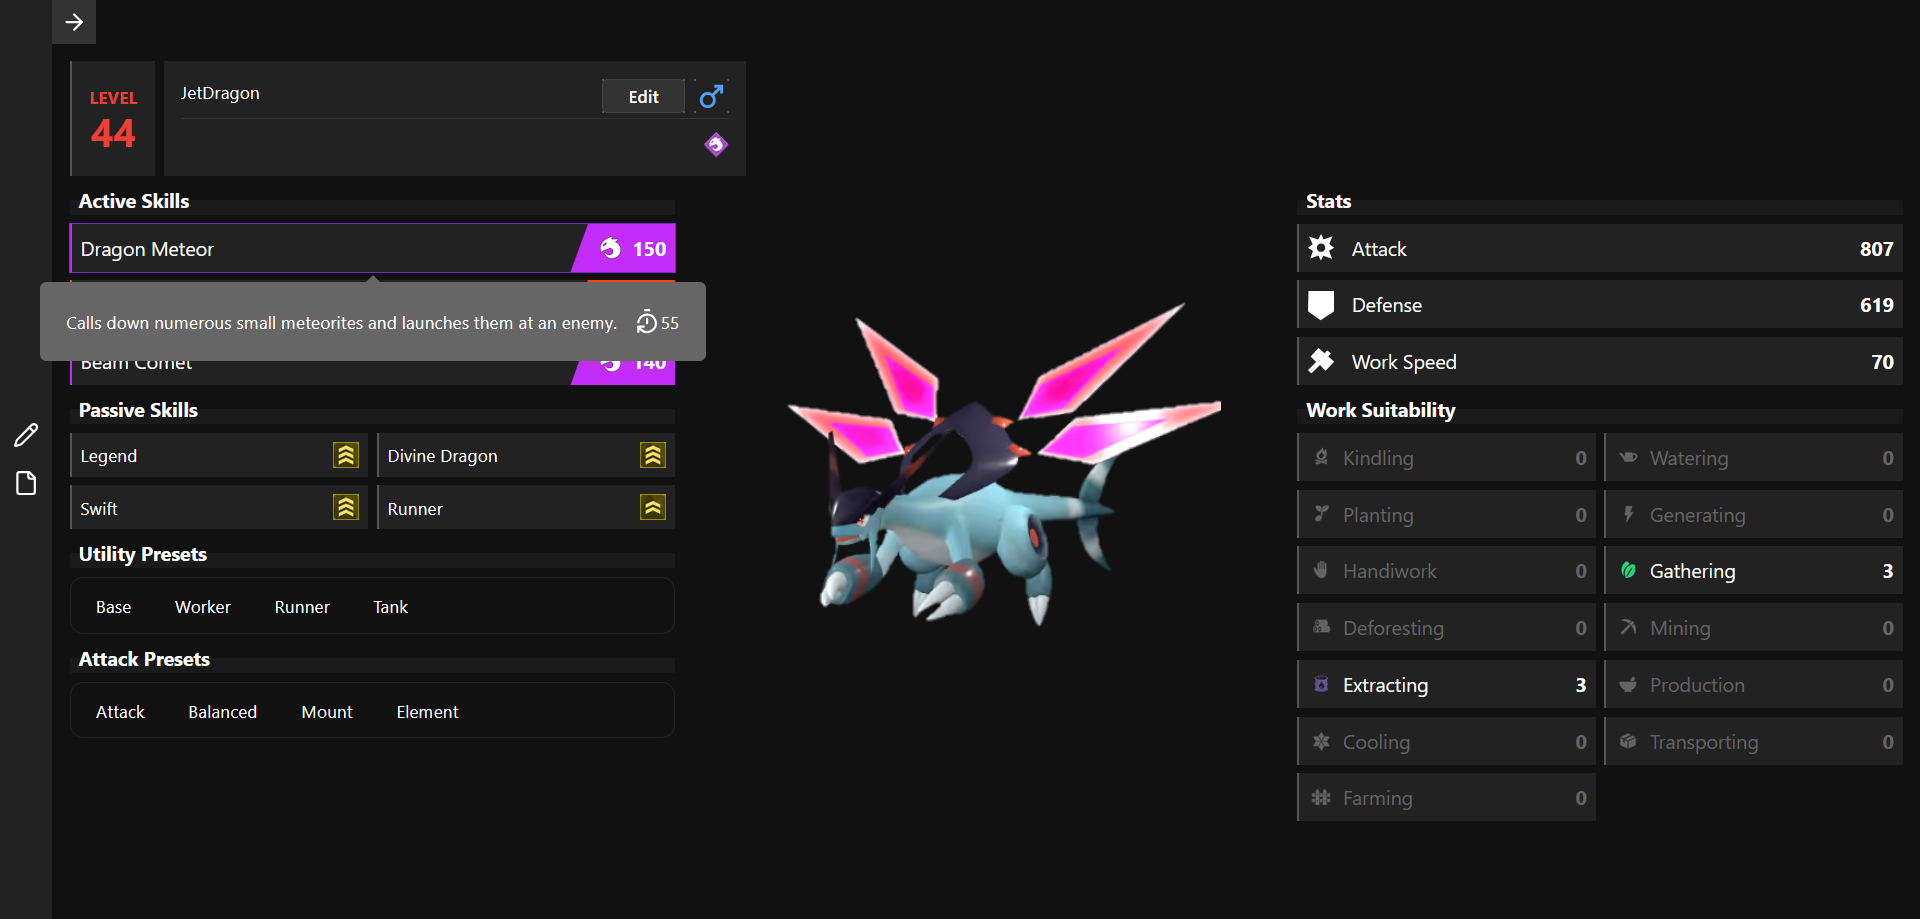 LEVEL
44
JetDragon
Edit
Active Skills
Dragon Meteor 150
Calls down numerous small meteorites and launches them at an enemy. 55
Beam Comet 140
Passive Skills
Legend
Divine Dragon
Swift
Runner
Utility Presets
Base Worker Runner Tank
Attack Presets
Attack Balanced Mount Element
Stats
Attack 807
Defense 619
Work Speed 70
Work Suitability
Kindling 0
Watering 0
Planting 0
Generating 0
Handiwork 0
Gathering 3
Deforesting 0
Mining 0
Extracting 3
Production 0
Cooling 0
Transporting 0
Farming 0